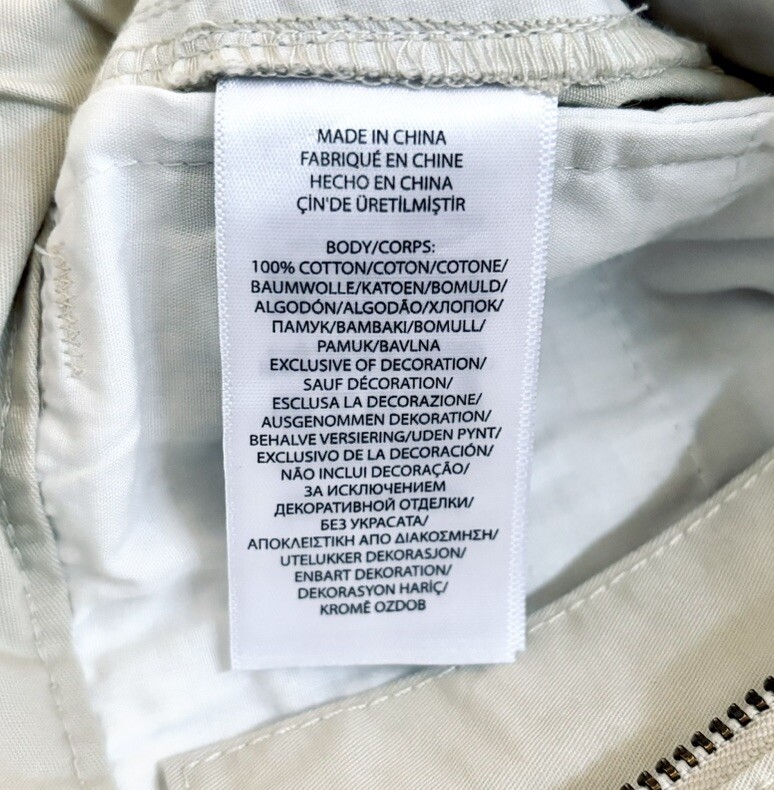 MADE IN CHINA
FABRIQUÉ EN CHINE
HECHO EN CHINA
ÇİN'DE ÜRETİLMİŞTİR
BODY/CORPS:
100% COTTON/COTON/COTONE/
BAUMWOLLE/KATOEN/BOMULD/
ALGODÓN/ALGODÃO/ХЛОПОК/
ПАМУК/BAMBAKI/BOMULL/
PAMUK/BAVLNA
EXCLUSIVE OF DECORATION/
SAUF DÉCORATION/
ESCLUSA LA DECORAZIONE/
AUSGENOMMEN DEKORATION/
BEHALVE VERSIERING/UDEN PYNT/
EXCLUSIVO DE LA DECORACIÓN/
NÃO INCLUI DECORAÇÃO/
ЗА ИСКЛЮЧЕНИЕМ
ДЕКОРАТИВНОЙ ОТДЕЛКИ/
БЕЗ УКРАСАТА/
ΑΠΟΚΛΕΙΣΤΙΚΗ ΑΠΟ ΔΙΑΚΟΣΜΗΣΗ/
UTELUKKER DEKORASJON/
ENBART DEKORATION/
DEKORASYON HARİÇ/
KROMĚ OZDOB